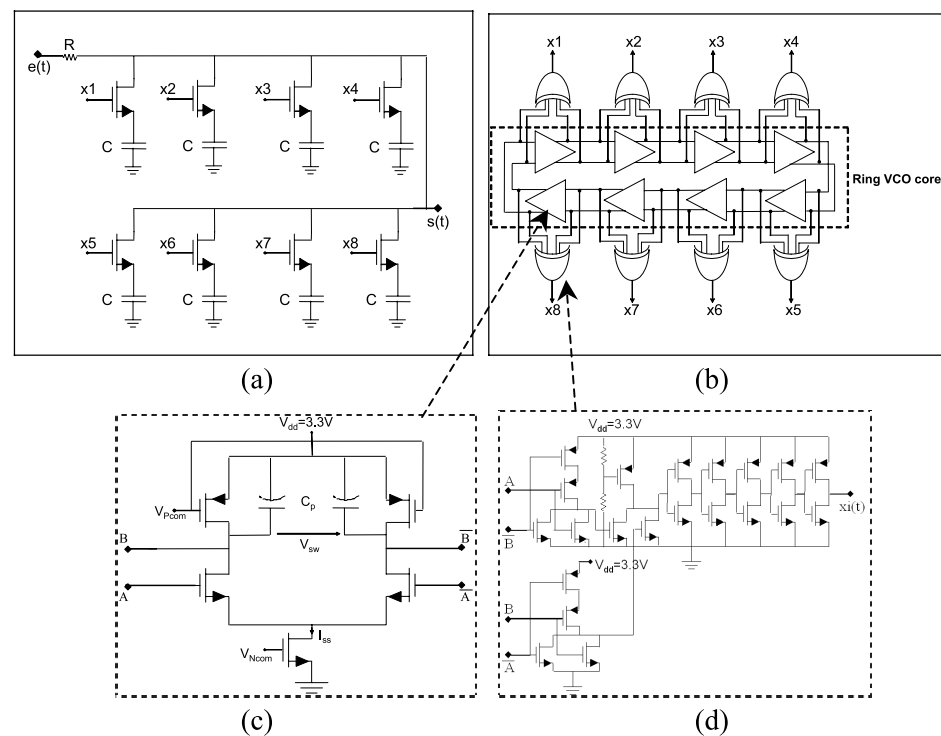 R
e(t)
x1 x2 x3 x4
C C C C
s(t)
x5 x6 x7 x8
C C C C
(a)
x1 x2 x3 x4
Ring VCO core
x8 x7 x6 x5
(b)
Vdd=3.3V
VPcom
Cp
Vsw
B B̅
A A̅
Iss
VNcom
(c)
Vdd=3.3V
A
B̅
xi(t)
Vdd=3.3V
B
A̅
(d)